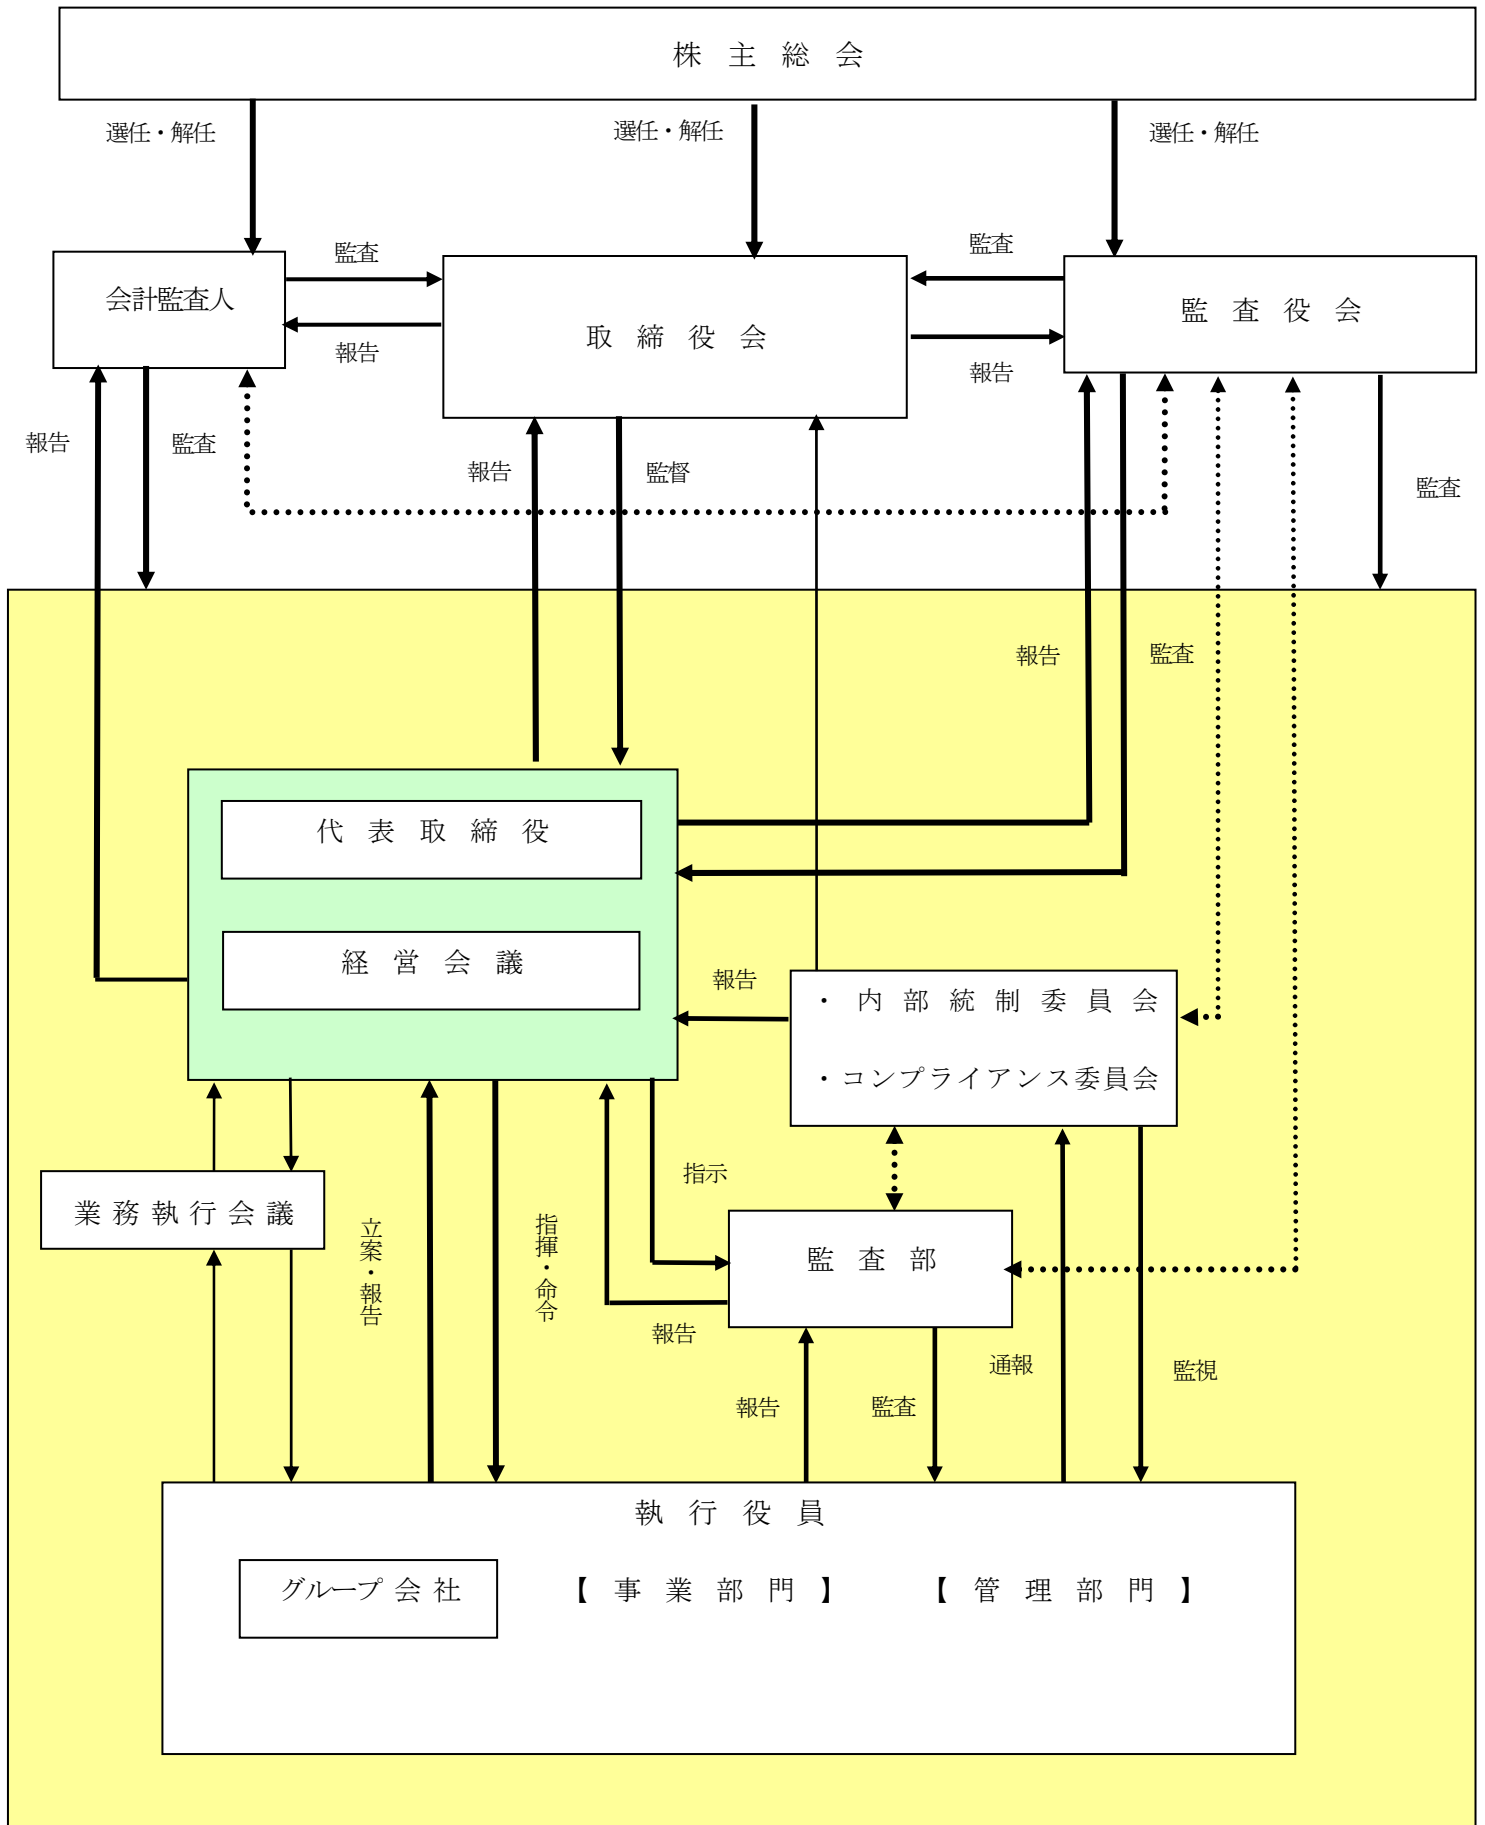 株主総会
選任・解任
選任・解任
選任・解任
会計監査人
監査
報告
取締役会
監査
報告
監査役会
報告
監査
報告
監督
監査
報告
監査
代表取締役
経営会議
報告
・内部統制委員会
・コンプライアンス委員会
業務執行会議
立案・報告
指揮・命令
指示
監査部
報告
報告
監査
通報
監視
執行役員
グループ会社
【事業部門】
【管理部門】